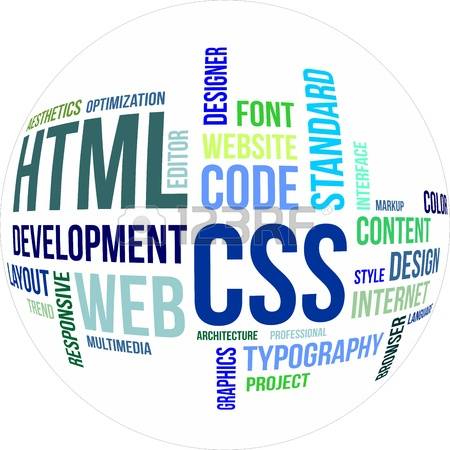 AESTHETICS
OPTIMIZATION
HTML
EDITOR
DESIGNER
FONT
WEBSITE
CODE
STANDARD
INTERFACE
MARKUP
COLOR
DEVELOPMENT
CSS
CONTENT
LAYOUT
TREND
RESPONSIVE
WEB
MULTIMEDIA
STYLE
DESIGN
INTERNET
LANGUAGE
BROWSER
ARCHITECTURE
PROFESSIONAL
GRAPHICS
TYPOGRAPHY
PROJECT
123RF